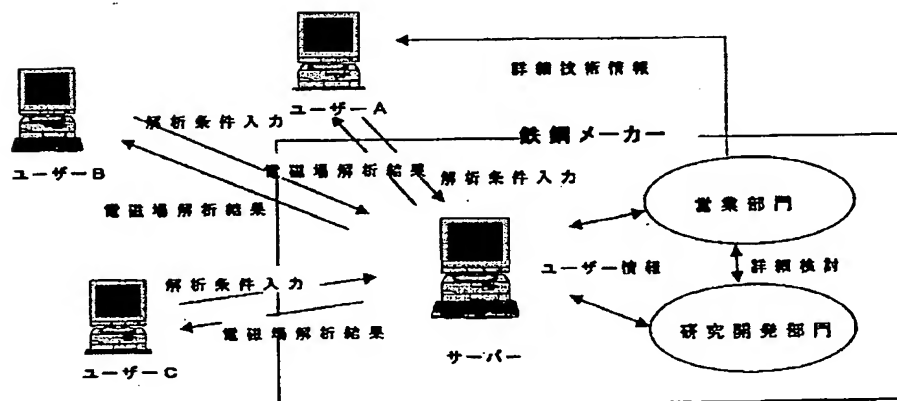 詳細技術情報
ユーザーA
解析条件入力
鉄鋼メーカー
ユーザーB
電磁場解析結果
解析条件入力
電磁場解析結果
営業部門
解析条件入力
ユーザー情報
詳細検討
電磁場解析結果
研究開発部門
サーバー
ユーザーC